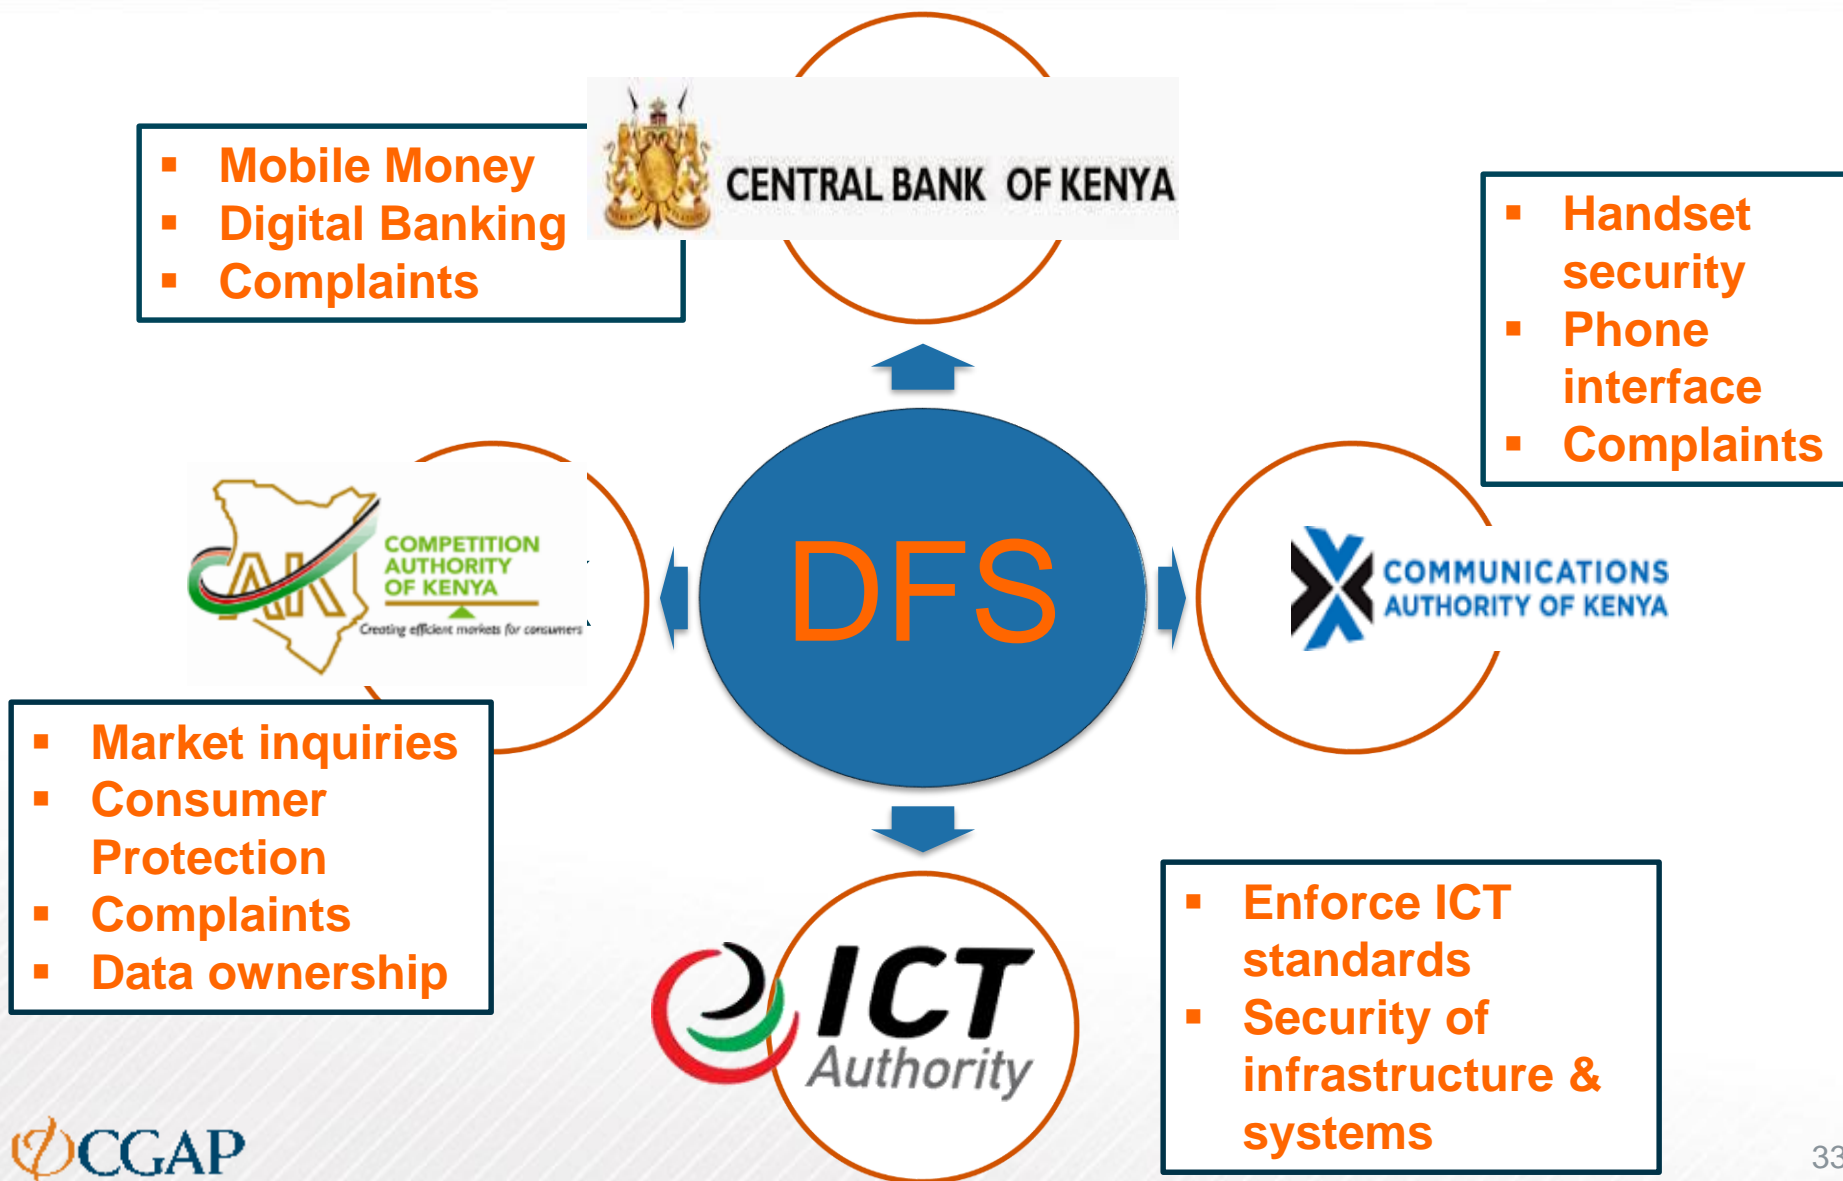 CENTRAL BANK OF KENYA
▪ Mobile Money
▪ Digital Banking
▪ Complaints
▪ Handset
security
▪ Phone
interface
▪ Complaints
COMPETITION
AUTHORITY
OF KENYA
Creating efficient markets for consumers
DFS
COMMUNICATIONS
AUTHORITY OF KENYA
▪ Market inquiries
▪ Consumer
Protection
▪ Complaints
▪ Data ownership
ICT
Authority
▪ Enforce ICT
standards
▪ Security of
infrastructure &
systems
CGAP
33